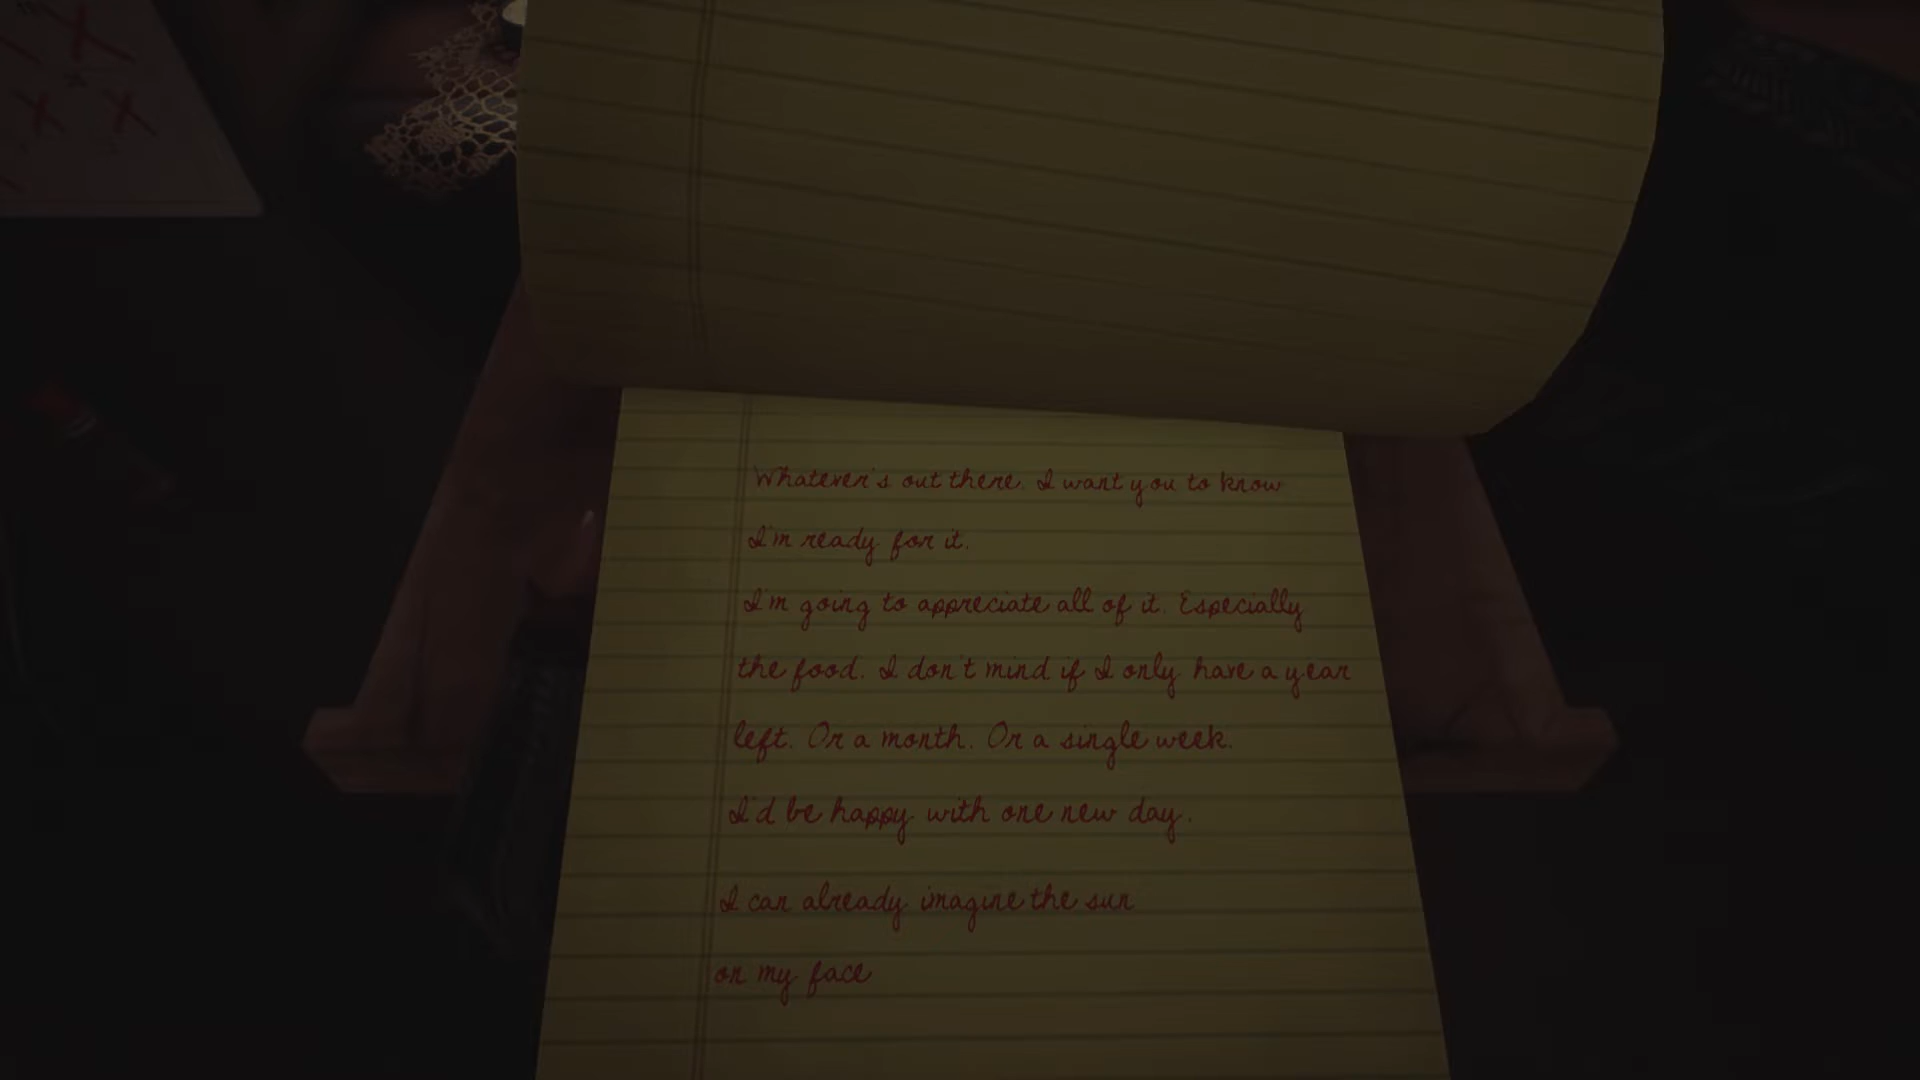 Whatever's out there. I want you to know
I'm ready for it.
I'm going to appreciate all of it. Especially
the food. I don't mind if I only have a year
left. Or a month. Or a single week.
I'd be happy with one new day.
I can already imagine the sun
on my face